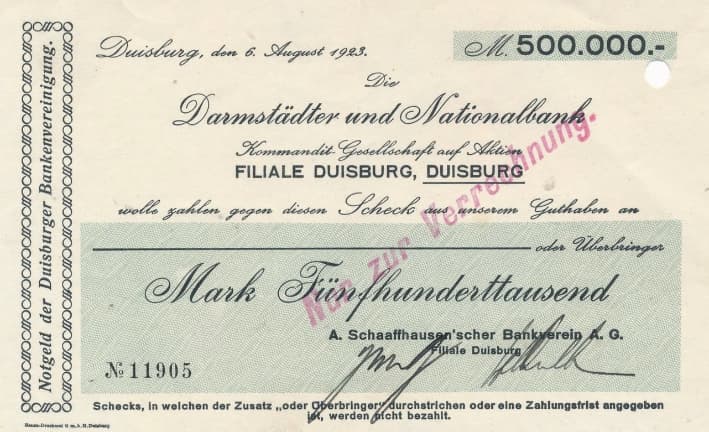 Notgeld der Duisburger Bankenvereinigung.
Duisburg, den 6. August 1923.
M. 500.000.-
Die
Darmstädter und Nationalbank
Kommandit-Gesellschaft auf Aktien
FILIALE DUISBURG, DUISBURG
wolle zahlen gegen diesen Scheck aus unserem Guthaben an
oder Überbringer
Mark Fünfhunderttausend
Nur zur Verrechnung.
A. Schaaffhausen'scher Bankverein A. G.
Filiale Duisburg
No 11905
Schecks, in welchen der Zusatz „oder Überbringer" durchstrichen oder eine Zahlungsfrist angegeben
ist, werden nicht bezahlt.